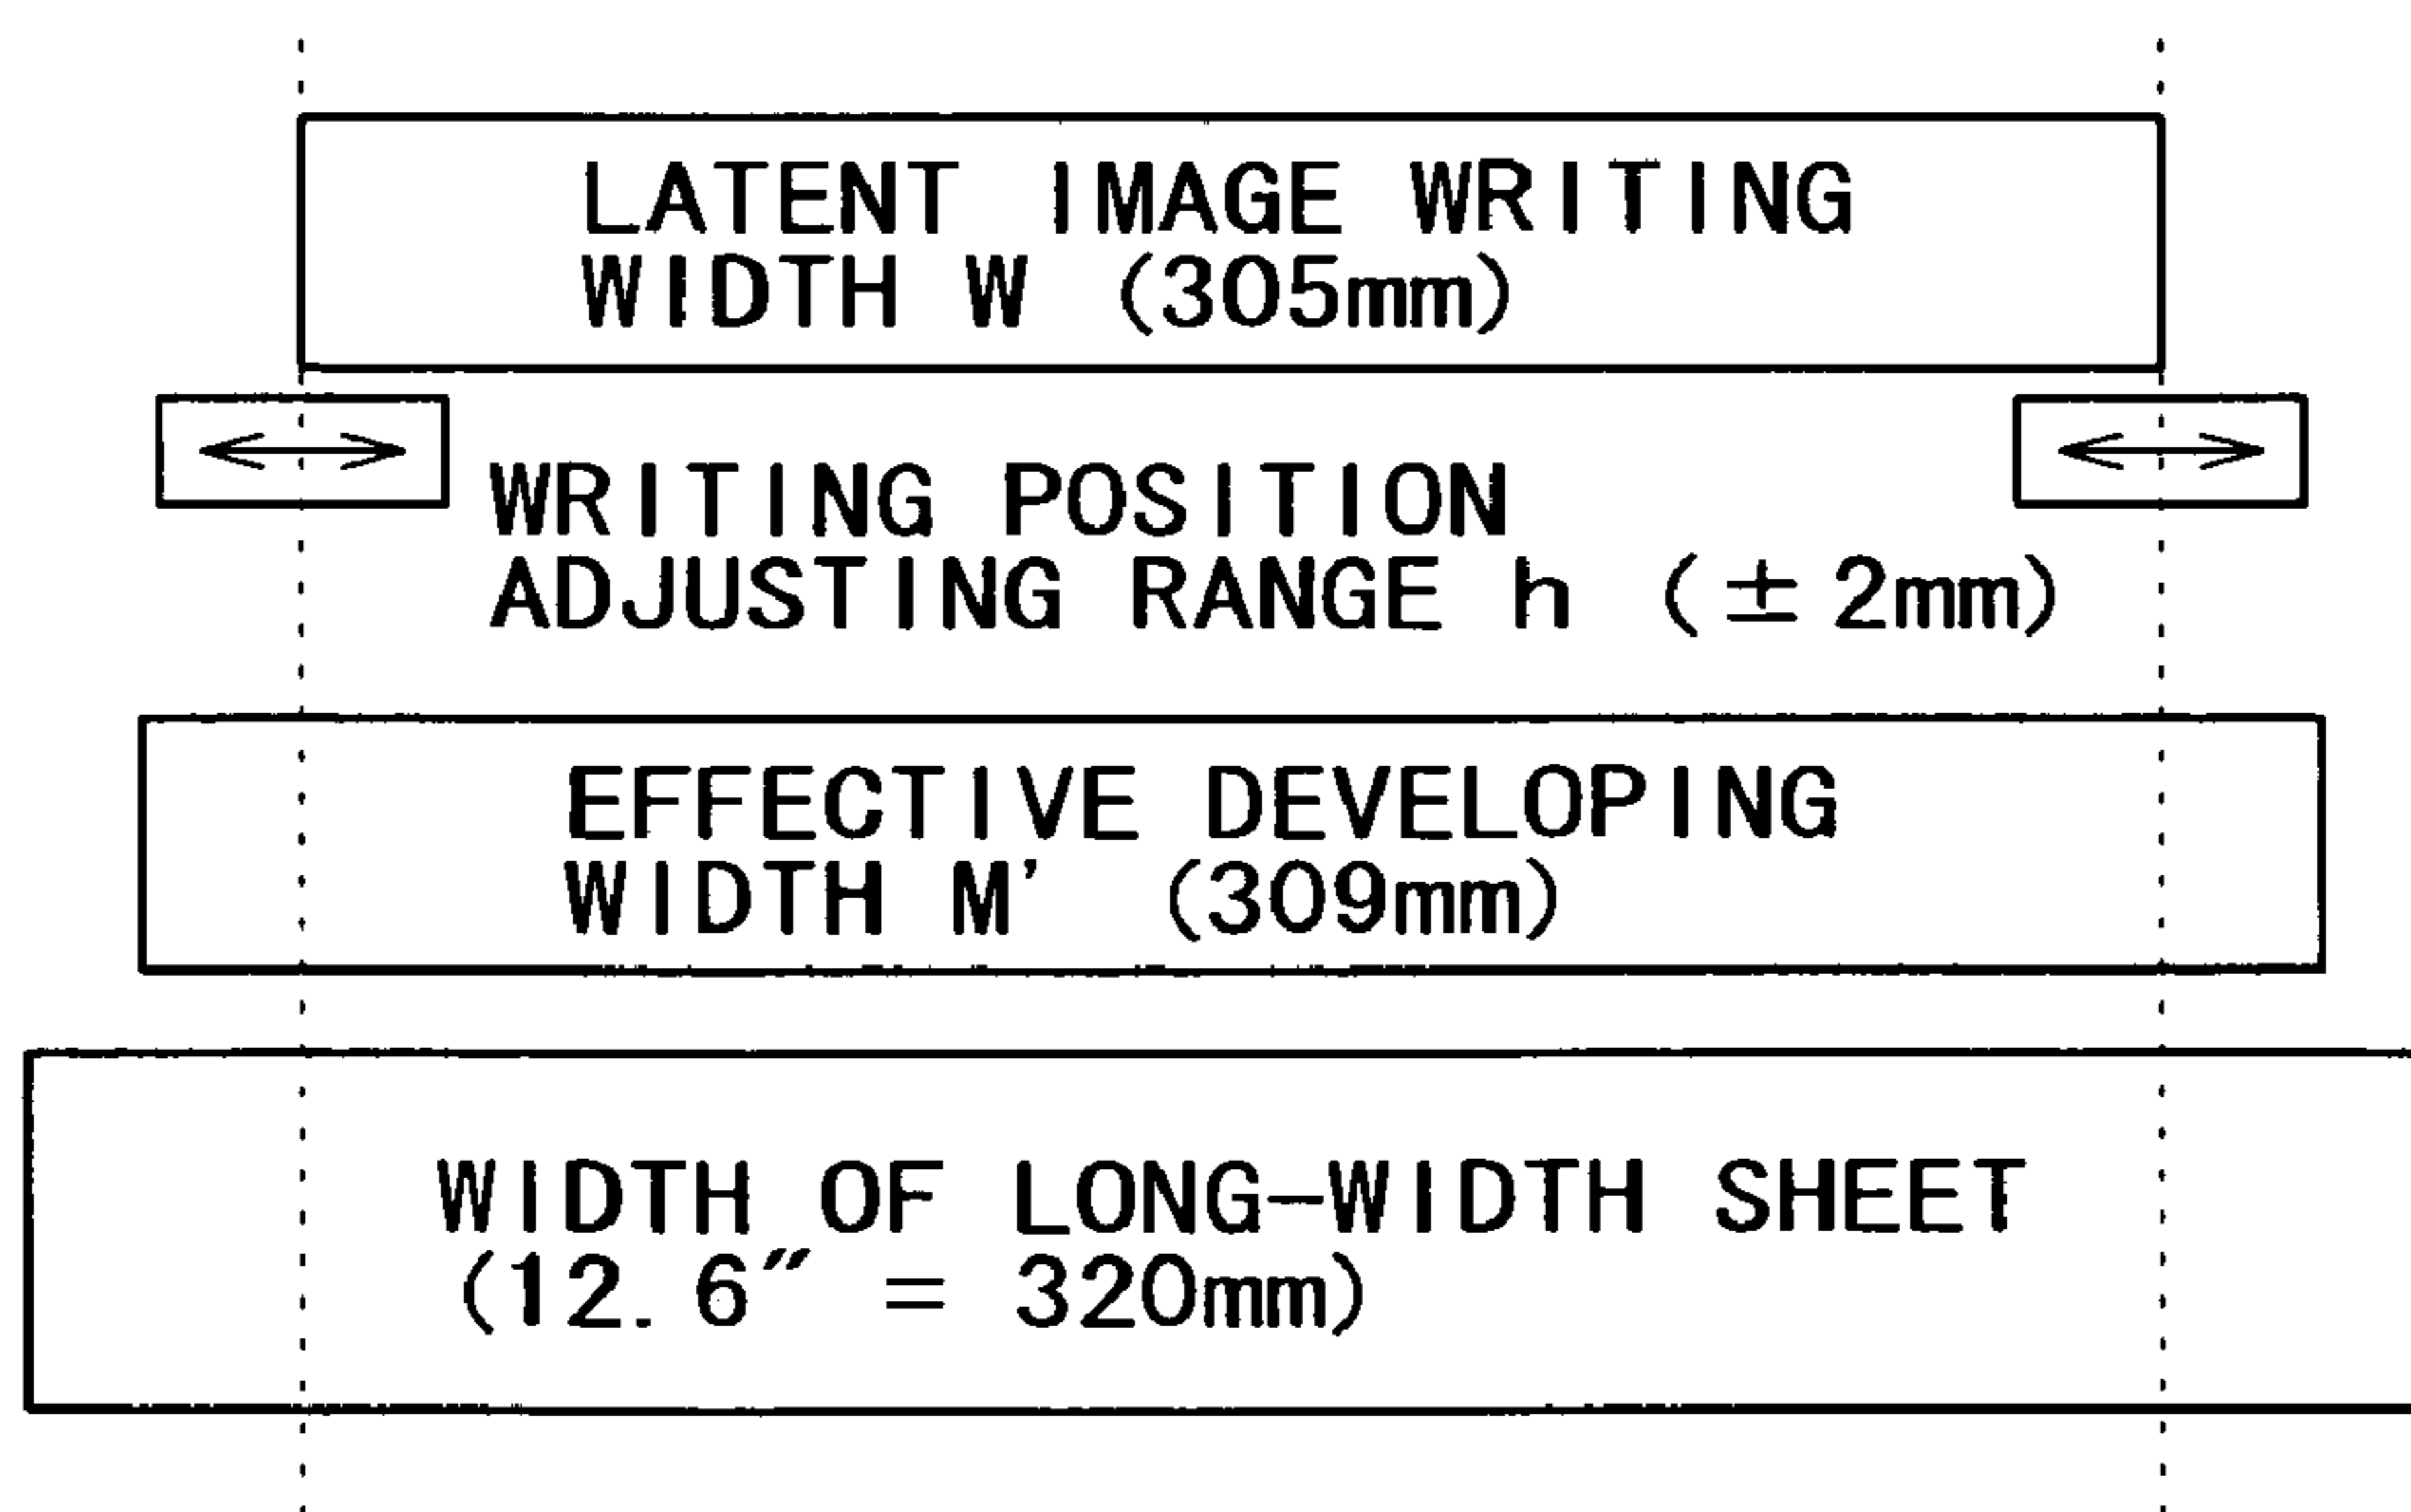 LATENT IMAGE WRITING
WIDTH W (305mm)
WRITING POSITION
ADJUSTING RANGE h (±2mm)
EFFECTIVE DEVELOPING
WIDTH M' (309mm)
WIDTH OF LONG-WIDTH SHEET
(12.6″ = 320mm)